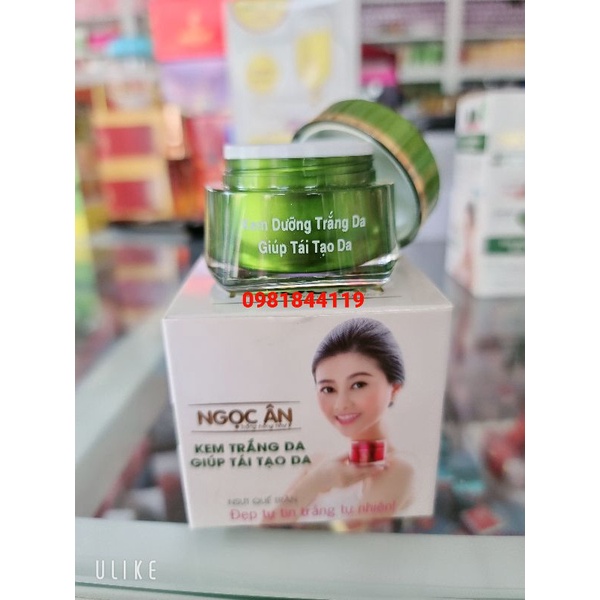 Kem Dưỡng Trắng Da
Giúp Tái Tạo Da
0981844119
NGỌC ÂN
KEM TRẮNG DA
GIÚP TÁI TẠO DA
Đẹp tự tin trắng tự nhiên!
ULIKE